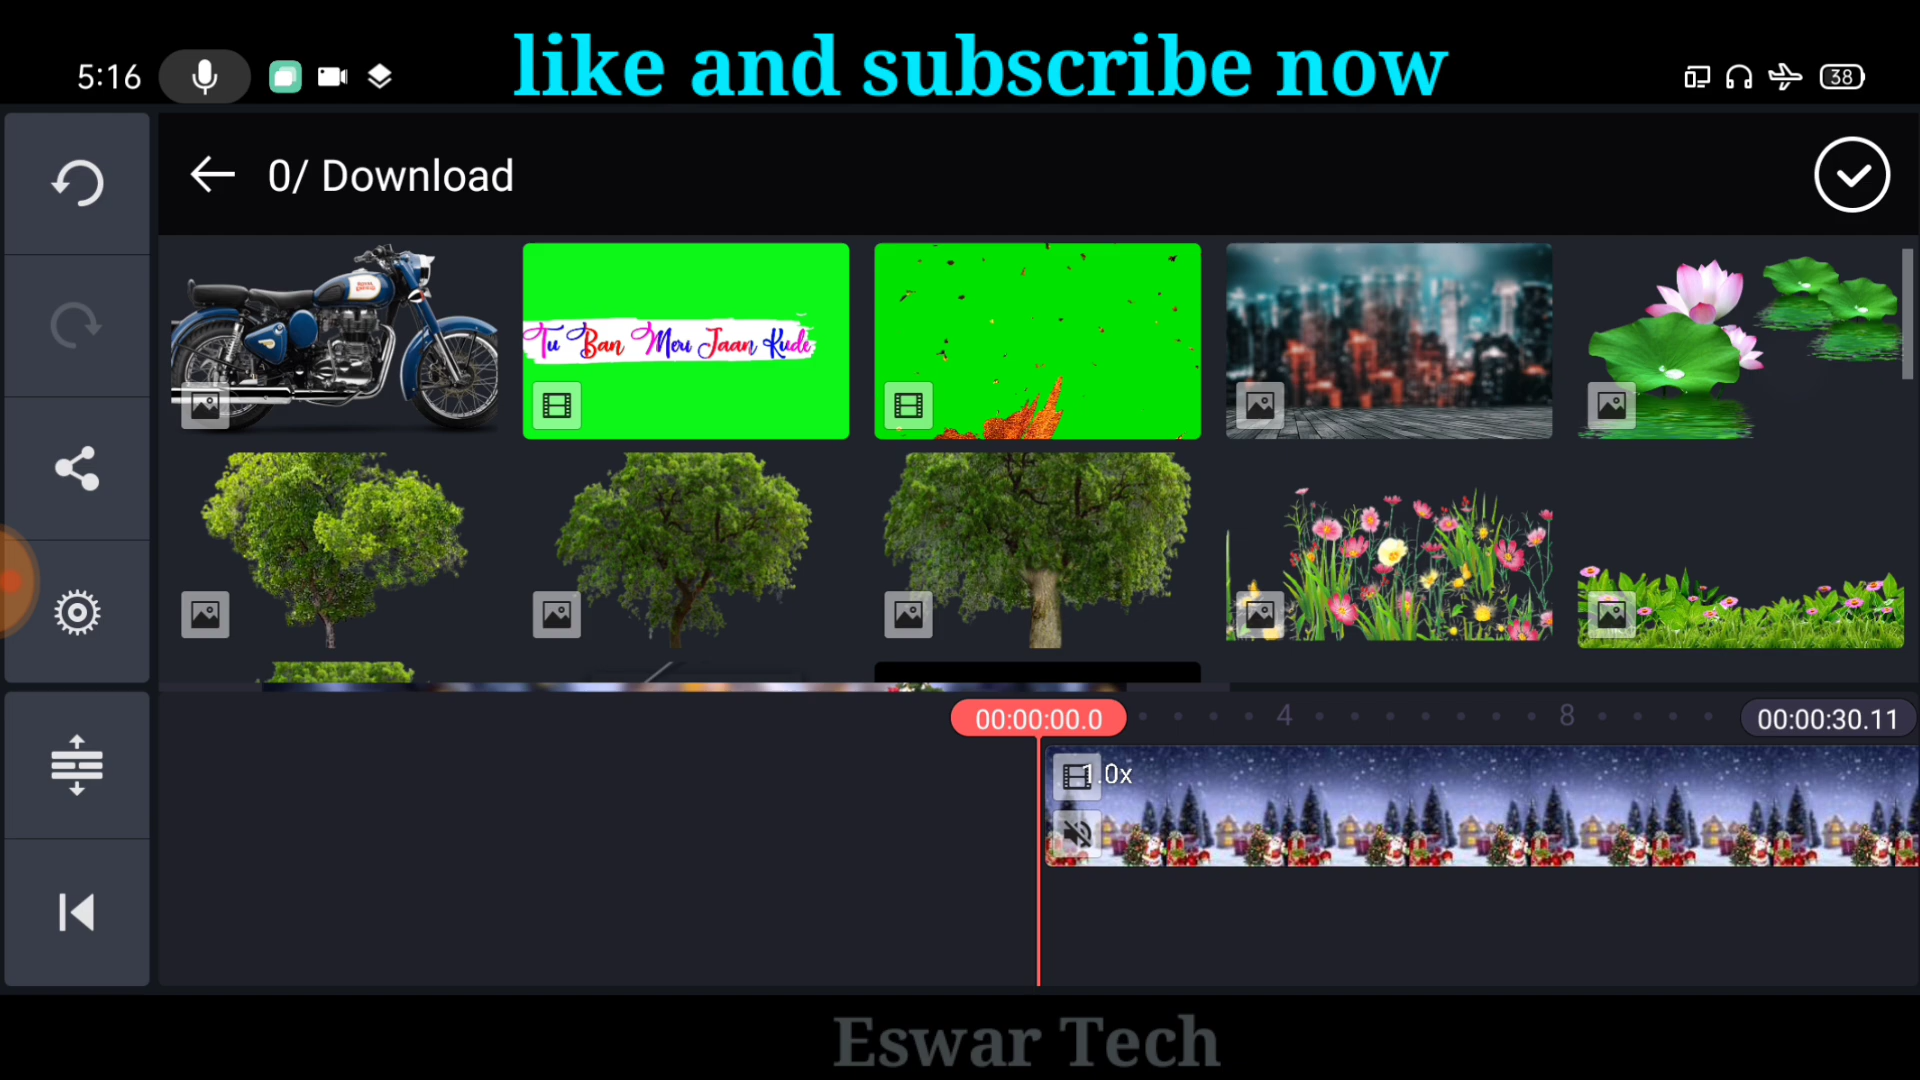 like and subscribe now
5:16
38
0/ Download
Tu Ban Meri Jaan Kude
00:00:00.0
4
8
00:00:30.11
1.0x
Eswar Tech